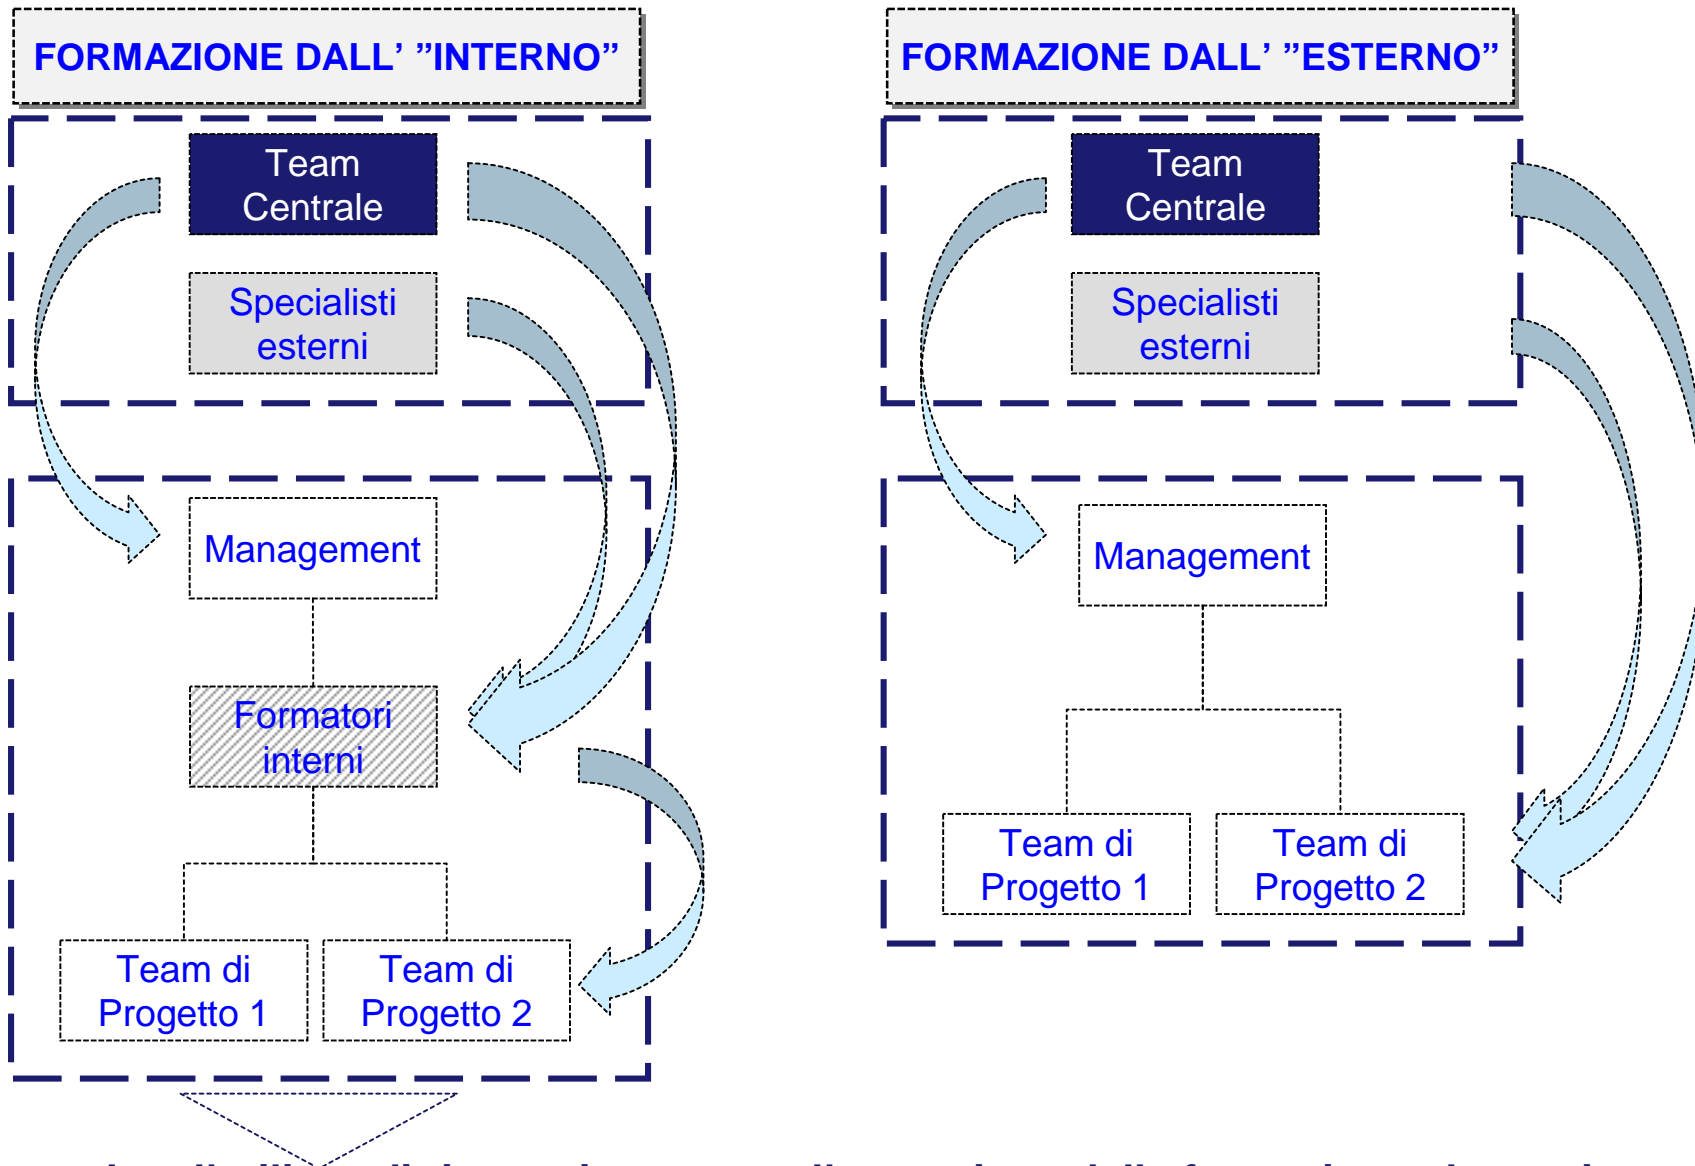 FORMAZIONE DALL’ ”INTERNO”
Team
Centrale
Specialisti
esterni
Management
Formatori
interni
Team di
Progetto 1
Team di
Progetto 2
FORMAZIONE DALL’ ”ESTERNO”
Team
Centrale
Specialisti
esterni
Management
Team di
Progetto 1
Team di
Progetto 2